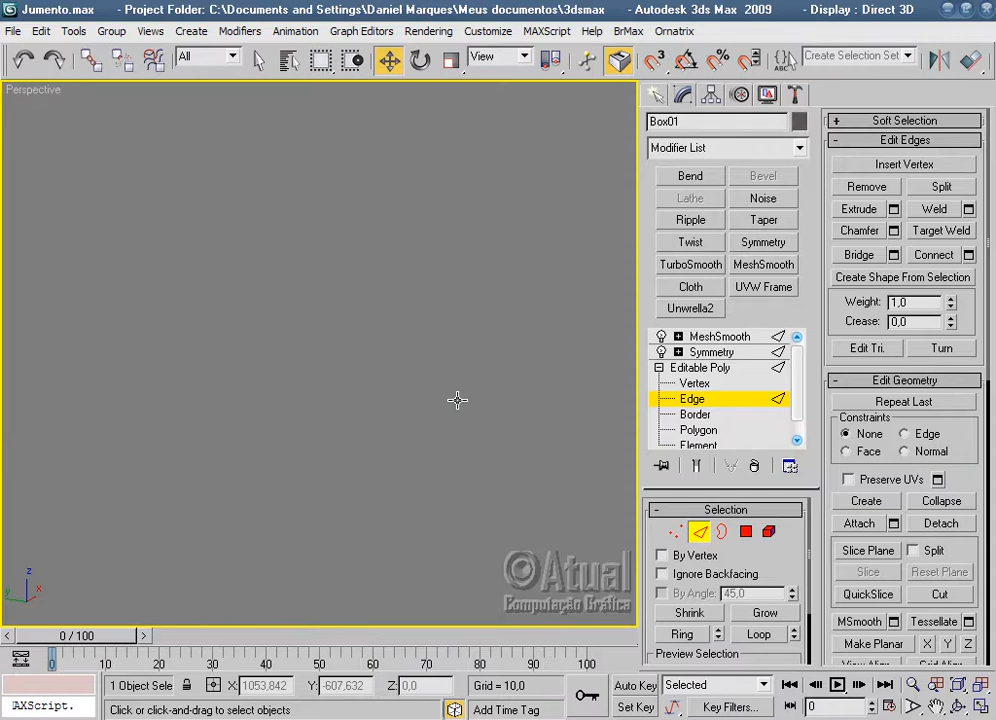 Jumento.max - Project Folder: C:\Documents and Settings\Daniel Marques\Meus documentos\3dsmax - Autodesk 3ds Max 2009 - Display : Direct 3D
File Edit Tools Group Views Create Modifiers Animation Graph Editors Rendering Customize MAXScript Help BrMax Ornatrix
All View Create Selection Set
Perspective
Box01
Modifier List
Bend Bevel
Lathe Noise
Ripple Taper
Twist Symmetry
TurboSmooth MeshSmooth
Cloth UVW Frame
Unwrella2
MeshSmooth
Symmetry
Editable Poly
Vertex
Edge
Border
Polygon
Element
Selection
By Vertex
Ignore Backfacing
By Angle: 45,0
Shrink Grow
Ring Loop
Preview Selection
Soft Selection
Edit Edges
Insert Vertex
Remove Split
Extrude Weld
Chamfer Target Weld
Bridge Connect
Create Shape From Selection
Weight: 1,0
Crease: 0,0
Edit Tri. Turn
Edit Geometry
Repeat Last
Constraints
None Edge
Face Normal
Preserve UVs
Create Collapse
Attach Detach
Slice Plane Split
Slice Reset Plane
QuickSlice Cut
MSmooth Tessellate
Make Planar X Y Z
View Align Grid Align
z
x
y
©Atual
Computação Gráfica
< 0 / 100 >
0 10 20 30 40 50 60 70 80 90 100
1 Object Sele X: 1053,842 Y: -607,632 Z: 0,0 Grid = 10,0 Auto Key Selected
AXScript. Click or click-and-drag to select objects Add Time Tag Set Key Key Filters... 0